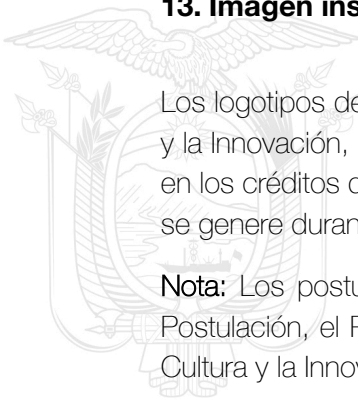 13. Imagen ins
Los logotipos de
y la Innovación,
en los créditos
se genere duran
Nota: Los postu
Postulación, el
Cultura y la Innov